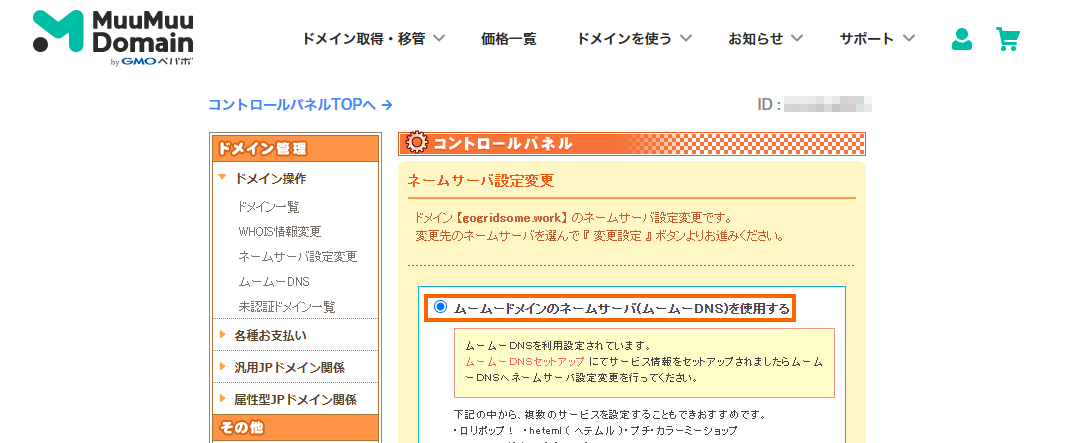 MuuMuu
Domain
by GMOペパボ
ドメイン取得・移管
価格一覧
ドメインを使う
お知らせ
サポート
コントロールパネルTOPへ →
ID :
ドメイン管理
ドメイン操作
ドメイン一覧
WHOIS情報変更
ネームサーバ設定変更
ムームーDNS
未認証ドメイン一覧
各種お支払い
汎用JPドメイン関係
属性型JPドメイン関係
その他
コントロールパネル
ネームサーバ設定変更
ドメイン【gogridsome.work】のネームサーバ設定変更です。
変更先のネームサーバを選んで『 変更設定 』ボタンよりお進みください。
ムームードメインのネームサーバ(ムームーDNS)を使用する
ムームーDNSを利用設定されています。
ムームーDNSセットアップ にてサービス情報をセットアップされましたらムーム
ーDNSへネームサーバ設定変更を行ってください。
下記の中から、複数のサービスを設定することもできおすすめです。
・ロリポップ！ ・heteml ( ヘテムル )・プチ・カラーミーショップ